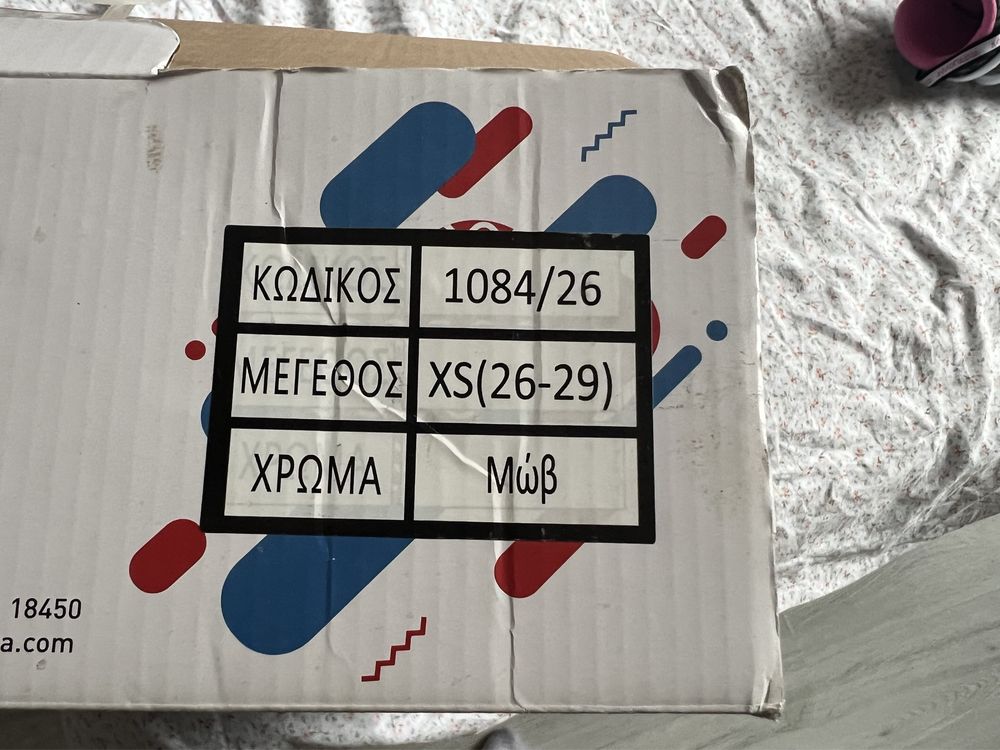 ΚΩΔΙΚΟΣ 1084/26
ΜΕΓΕΘΟΣ XS(26-29)
ΧΡΩΜΑ Μώβ
18450
a.com